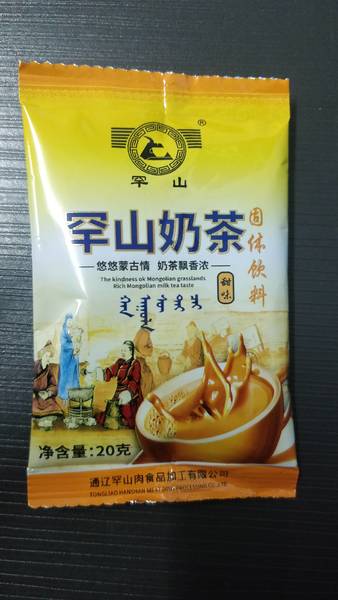 ®
罕山
罕山奶茶
固体饮料
甜味
悠悠蒙古情 奶茶飘香浓
The kindness ok Mongolian grasslands
Rich Mongolian milk tea taste
净含量:20克
通辽罕山肉食品加工有限公司